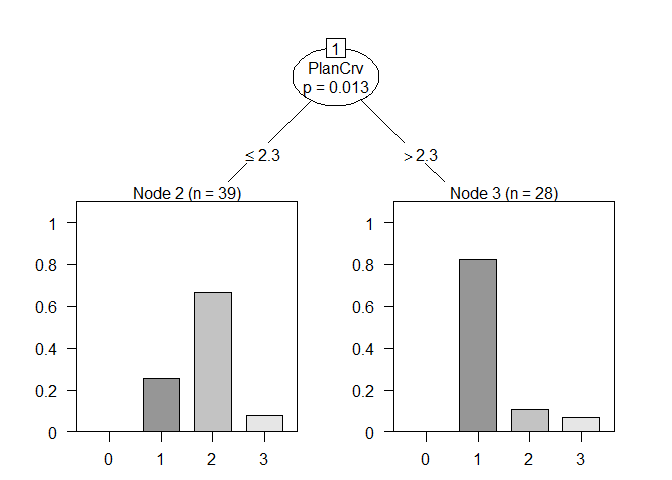 1
PlanCrv
p = 0.013
≤ 2.3
> 2.3
Node 2 (n = 39)
Node 3 (n = 28)
1
0.8
0.6
0.4
0.2
0
0 1 2 3
1
0.8
0.6
0.4
0.2
0
0 1 2 3